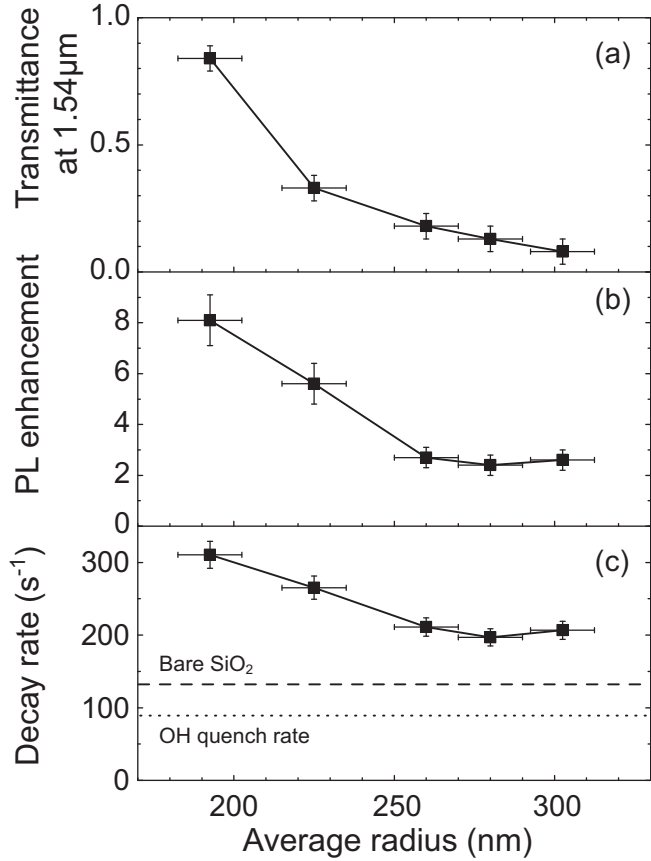 Transmittance
at 1.54μm
1.0
0.5
0.0
(a)
PL enhancement
8
6
4
2
0
(b)
Decay rate (s⁻¹)
300
200
100
0
(c)
Bare SiO₂
OH quench rate
200
250
300
Average radius (nm)